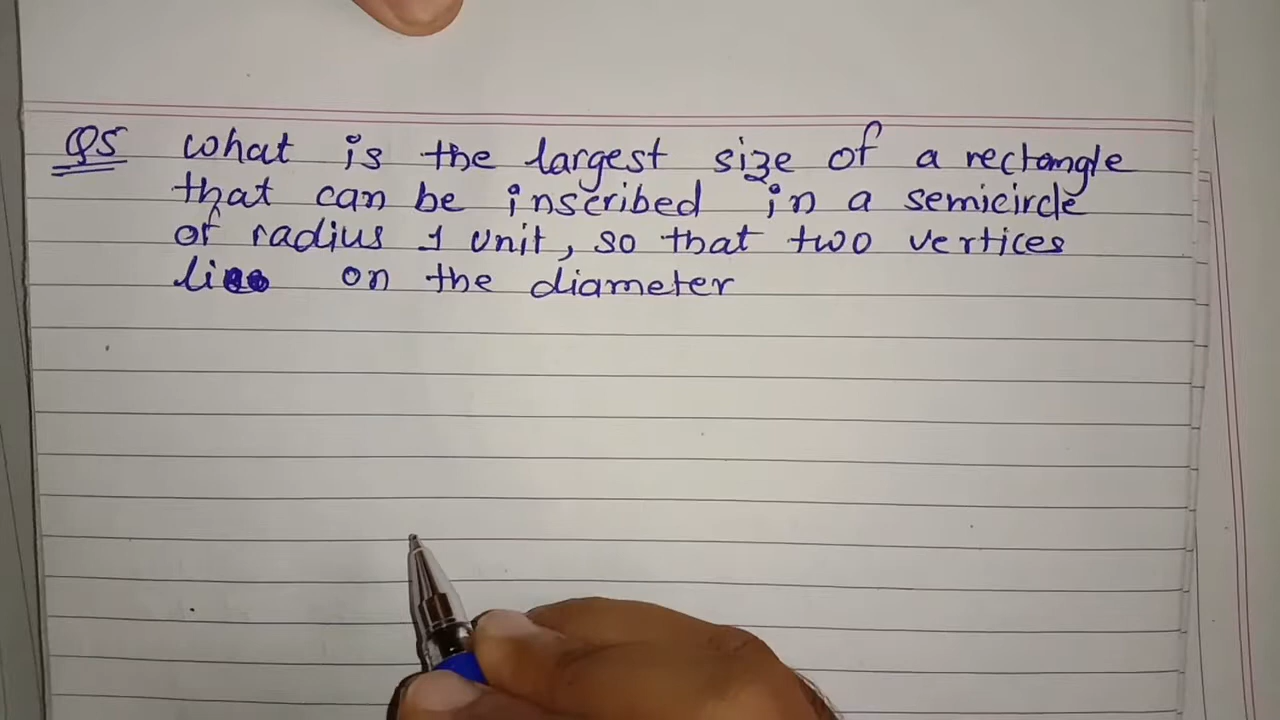 Q5 What is the largest size of a rectangle
that can be inscribed in a semicircle
of radius 1 unit, so that two vertices
lie on the diameter